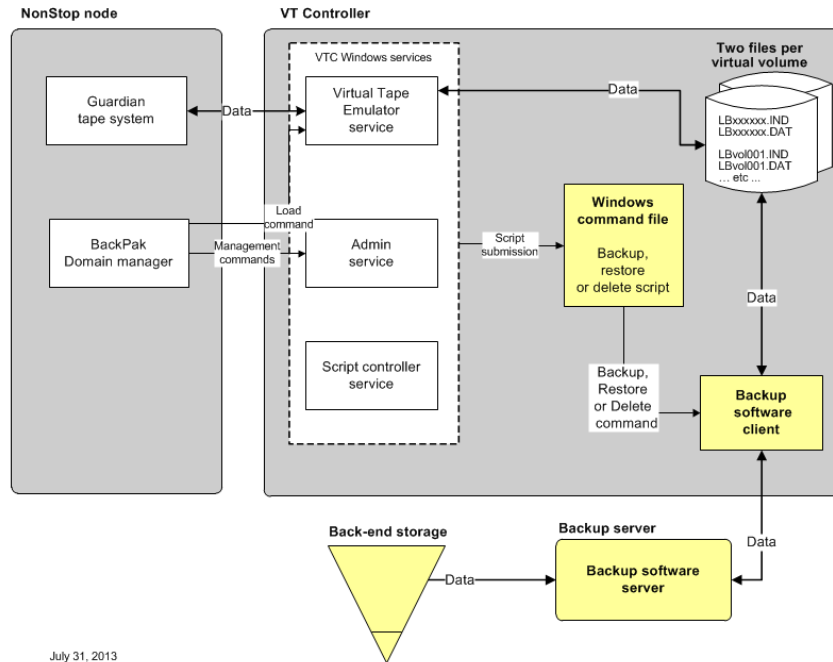 NonStop node
VT Controller
VTC Windows services
Two files per
virtual volume
Guardian
tape system
Data
Virtual Tape
Emulator
service
Data
LBxxxxxx.IND
LBxxxxxx.DAT
LBvol001.IND
LBvol001.DAT
... etc ...
BackPak
Domain manager
Load
command
Management
commands
Admin
service
Script
submission
Windows
command file
Backup,
restore
or delete script
Data
Script controller
service
Backup,
Restore
or Delete
command
Backup
software
client
Back-end storage
Backup server
Data
Data
Backup software
server
July 31, 2013